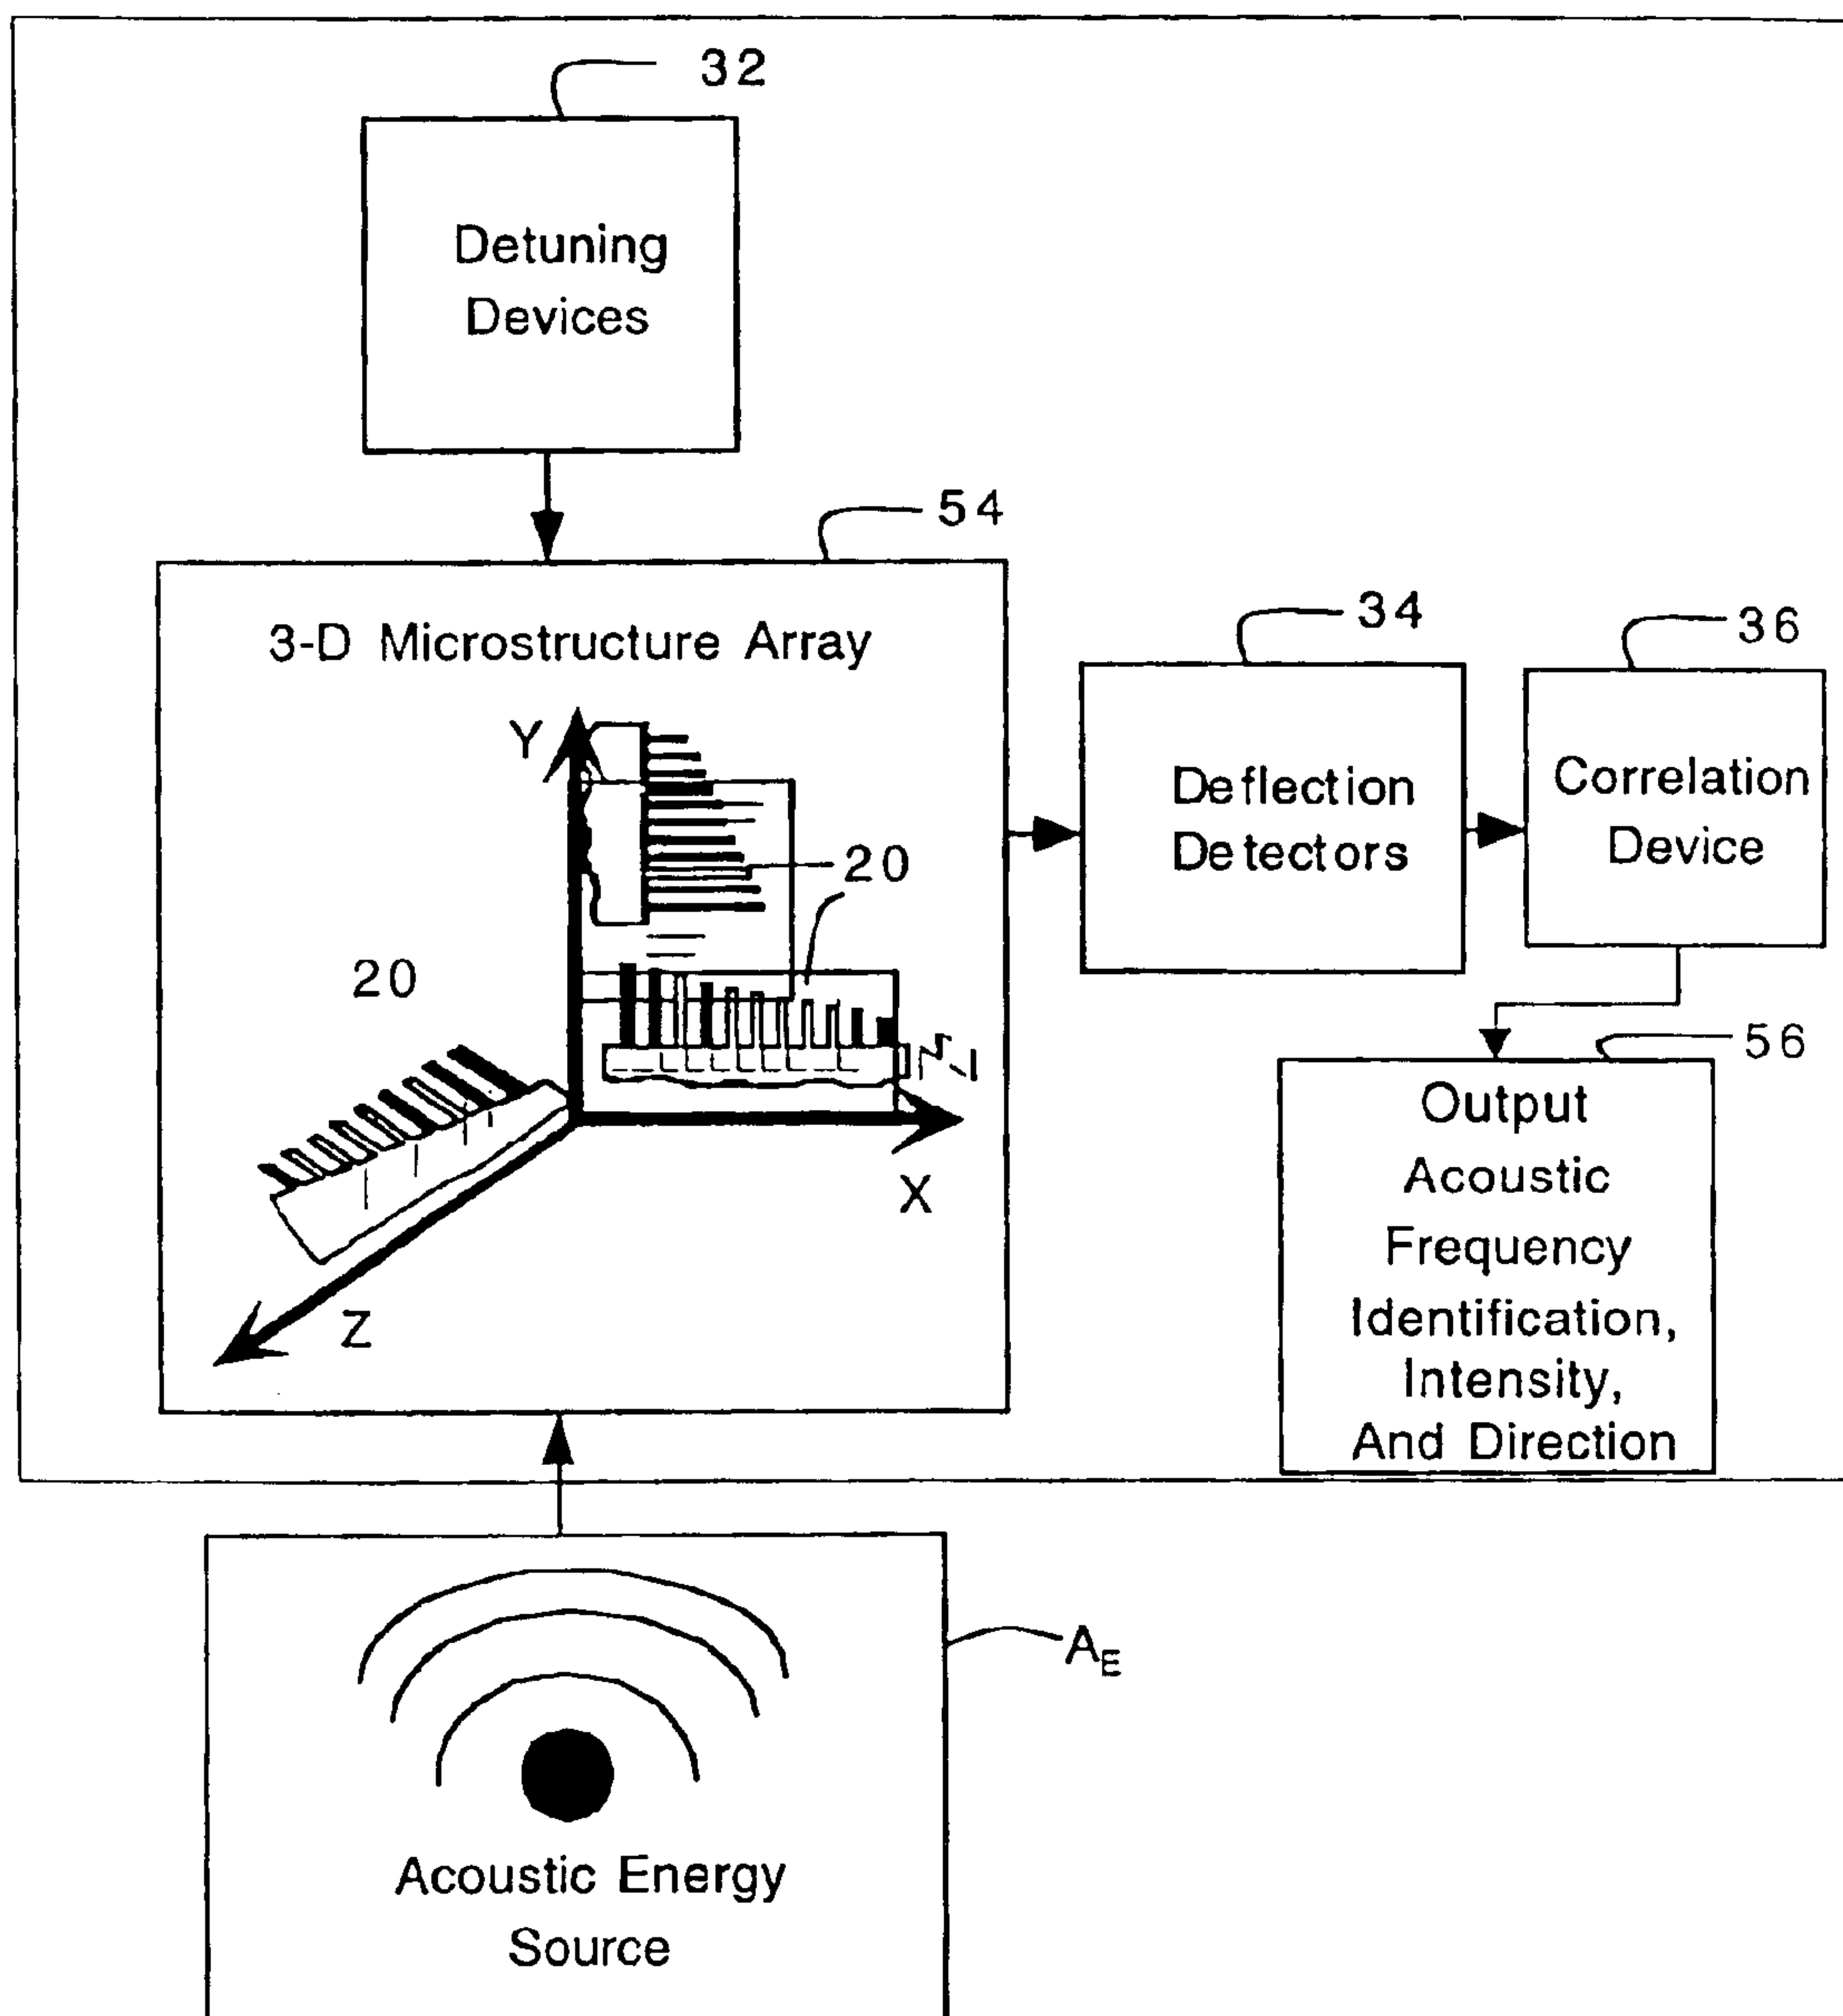 32
Detuning
Devices
54
3-D Microstructure Array
34
36
Y
Deflection
Detectors
Correlation
Device
20
20
X
Z
56
Output
Acoustic
Frequency
Identification,
Intensity,
And Direction
A_E
Acoustic Energy
Source